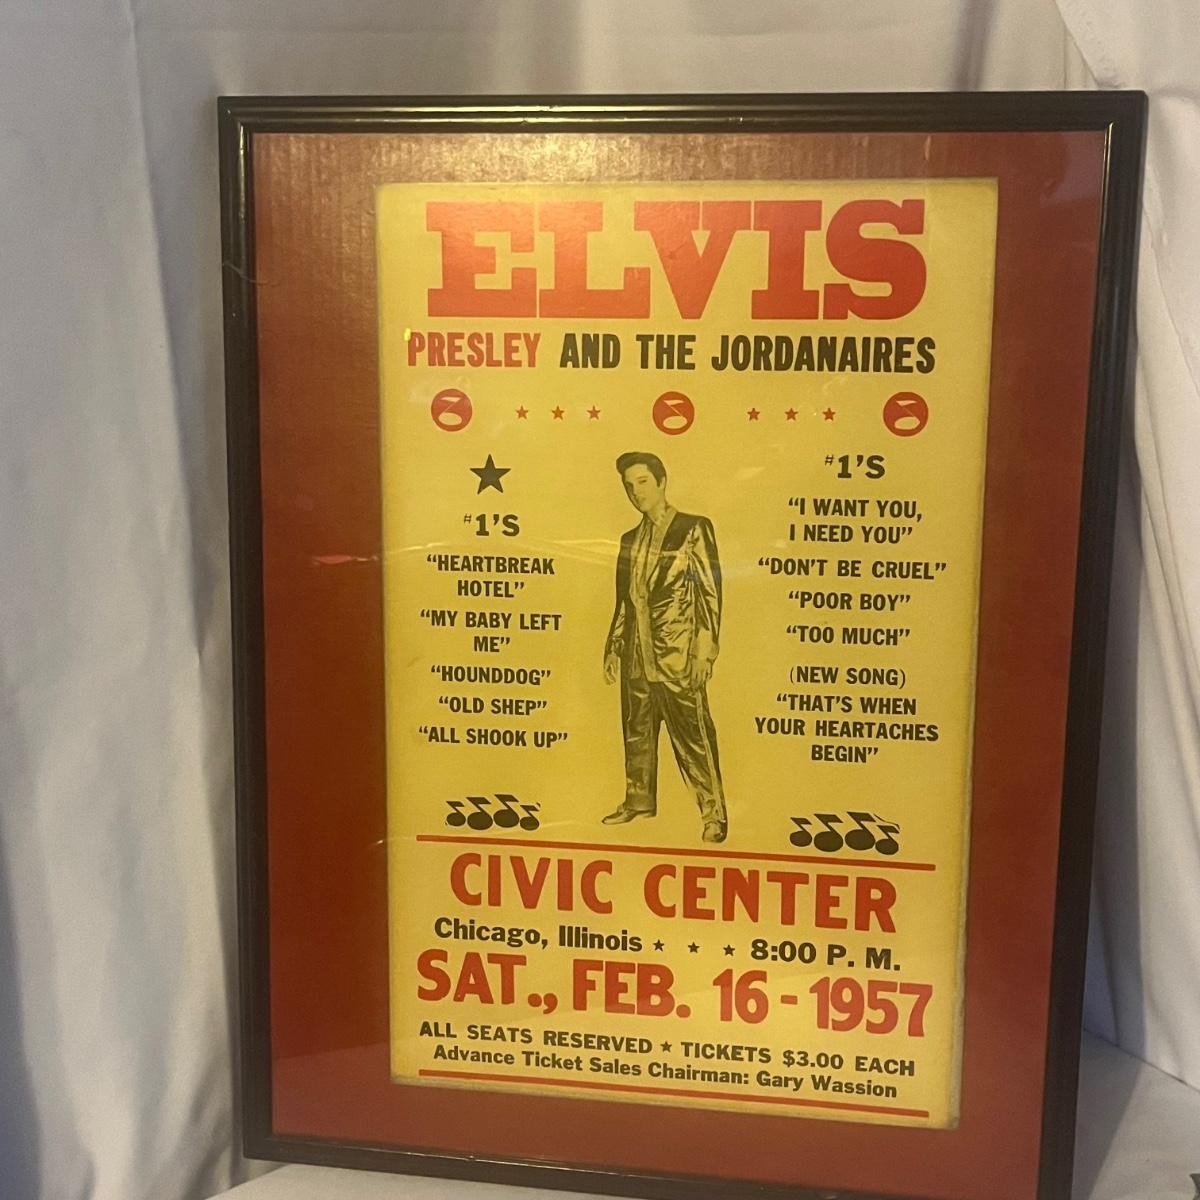 ELVIS
PRESLEY AND THE JORDANAIRES
#1'S
"HEARTBREAK
HOTEL"
"MY BABY LEFT
ME"
"HOUNDDOG"
"OLD SHEP"
"ALL SHOOK UP"
#1'S
"I WANT YOU,
I NEED YOU"
"DON'T BE CRUEL"
"POOR BOY"
"TOO MUCH"
(NEW SONG)
"THAT'S WHEN
YOUR HEARTACHES
BEGIN"
CIVIC CENTER
Chicago, Illinois ★ ★ ★ 8:00 P. M.
SAT., FEB. 16 - 1957
ALL SEATS RESERVED ★ TICKETS $3.00 EACH
Advance Ticket Sales Chairman: Gary Wassion